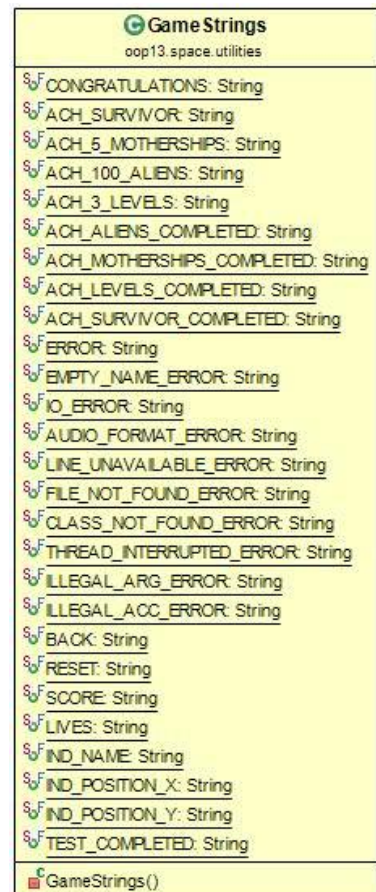 GameStrings
oop13.space.utilities
CONGRATULATIONS: String
ACH_SURVIVOR: String
ACH_5_MOTHERSHIPS: String
ACH_100_ALIENS: String
ACH_3_LEVELS: String
ACH_ALIENS_COMPLETED: String
ACH_MOTHERSHIPS_COMPLETED: String
ACH_LEVELS_COMPLETED: String
ACH_SURVIVOR_COMPLETED: String
ERROR: String
EMPTY_NAME_ERROR: String
IO_ERROR: String
AUDIO_FORMAT_ERROR: String
LINE_UNAVAILABLE_ERROR: String
FILE_NOT_FOUND_ERROR: String
CLASS_NOT_FOUND_ERROR: String
THREAD_INTERRUPTED_ERROR: String
ILLEGAL_ARG_ERROR: String
ILLEGAL_ACC_ERROR: String
BACK: String
RESET: String
SCORE: String
LIVES: String
IND_NAME: String
IND_POSITION_X: String
IND_POSITION_Y: String
TEST_COMPLETED: String
GameStrings()